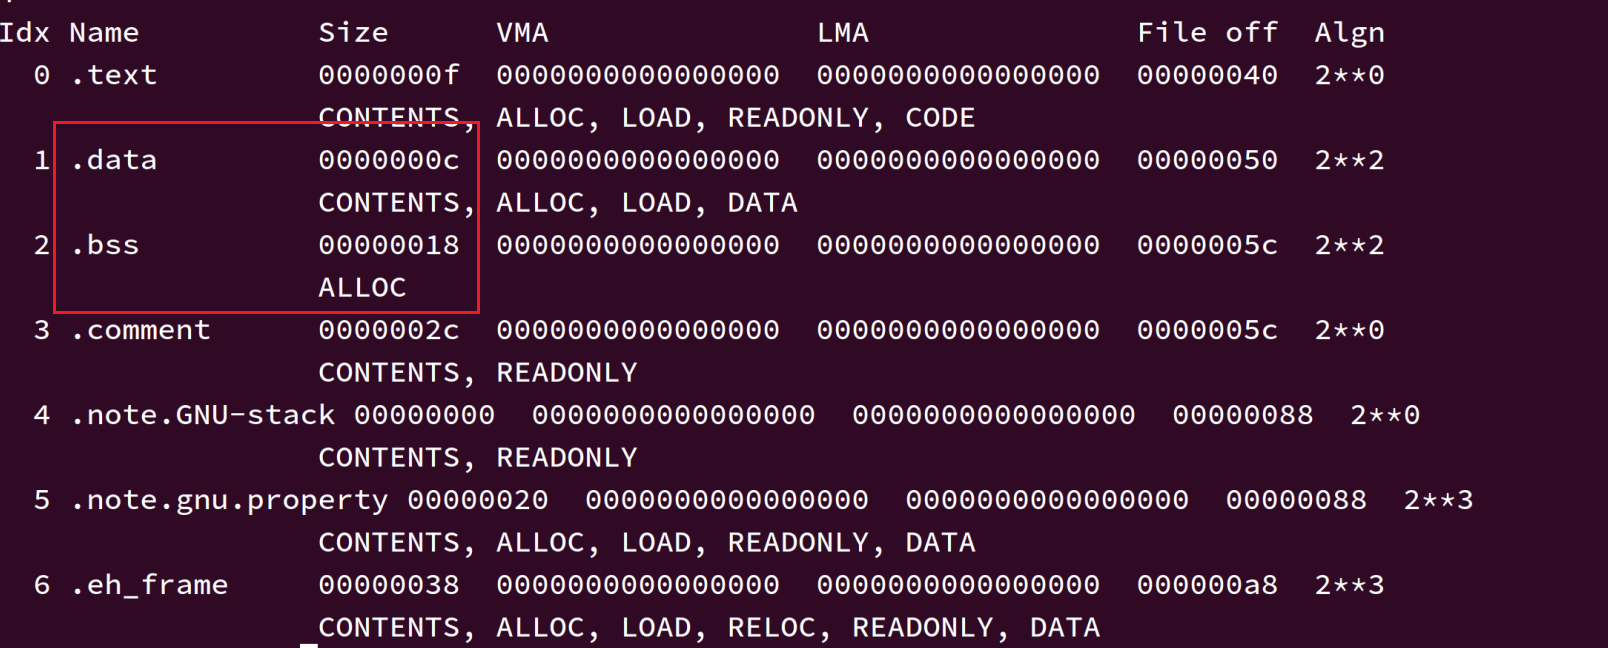 Idx Name          Size      VMA               LMA               File off  Algn
  0 .text         0000000f  0000000000000000  0000000000000000  00000040  2**0
                  CONTENTS, ALLOC, LOAD, READONLY, CODE
  1 .data         0000000c  0000000000000000  0000000000000000  00000050  2**2
                  CONTENTS, ALLOC, LOAD, DATA
  2 .bss          00000018  0000000000000000  0000000000000000  0000005c  2**2
                  ALLOC
  3 .comment      0000002c  0000000000000000  0000000000000000  0000005c  2**0
                  CONTENTS, READONLY
  4 .note.GNU-stack 00000000  0000000000000000  0000000000000000  00000088  2**0
                  CONTENTS, READONLY
  5 .note.gnu.property 00000020  0000000000000000  0000000000000000  00000088  2**3
                  CONTENTS, ALLOC, LOAD, READONLY, DATA
  6 .eh_frame     00000038  0000000000000000  0000000000000000  000000a8  2**3
                  CONTENTS, ALLOC, LOAD, RELOC, READONLY, DATA